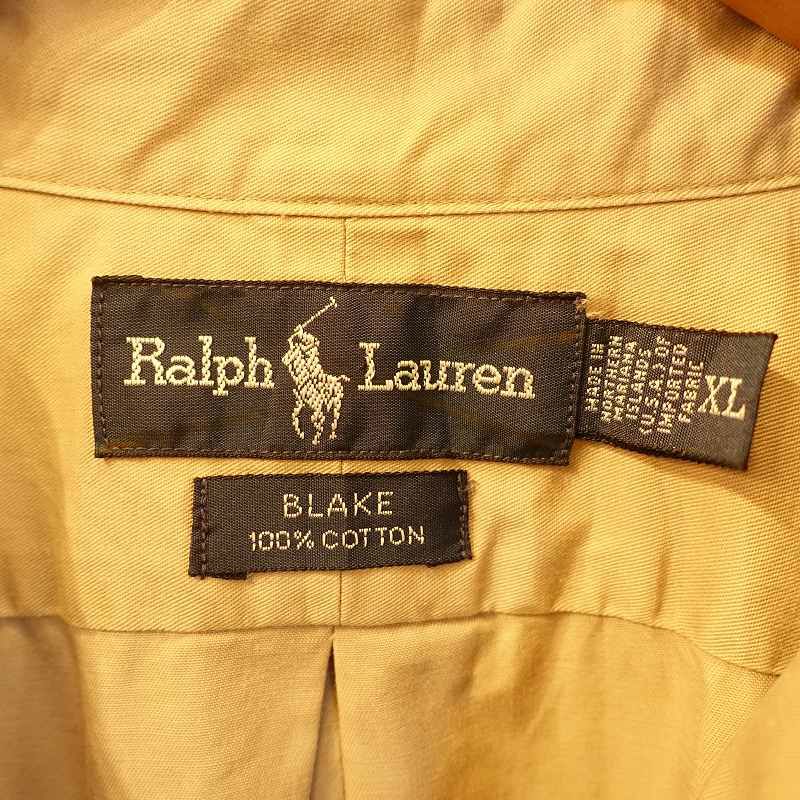 Ralph Lauren
BLAKE
100% COTTON
MADE IN
NORTHERN
MARIANA
ISLANDS
U.S.A. OF
IMPORTED
FABRIC
XL